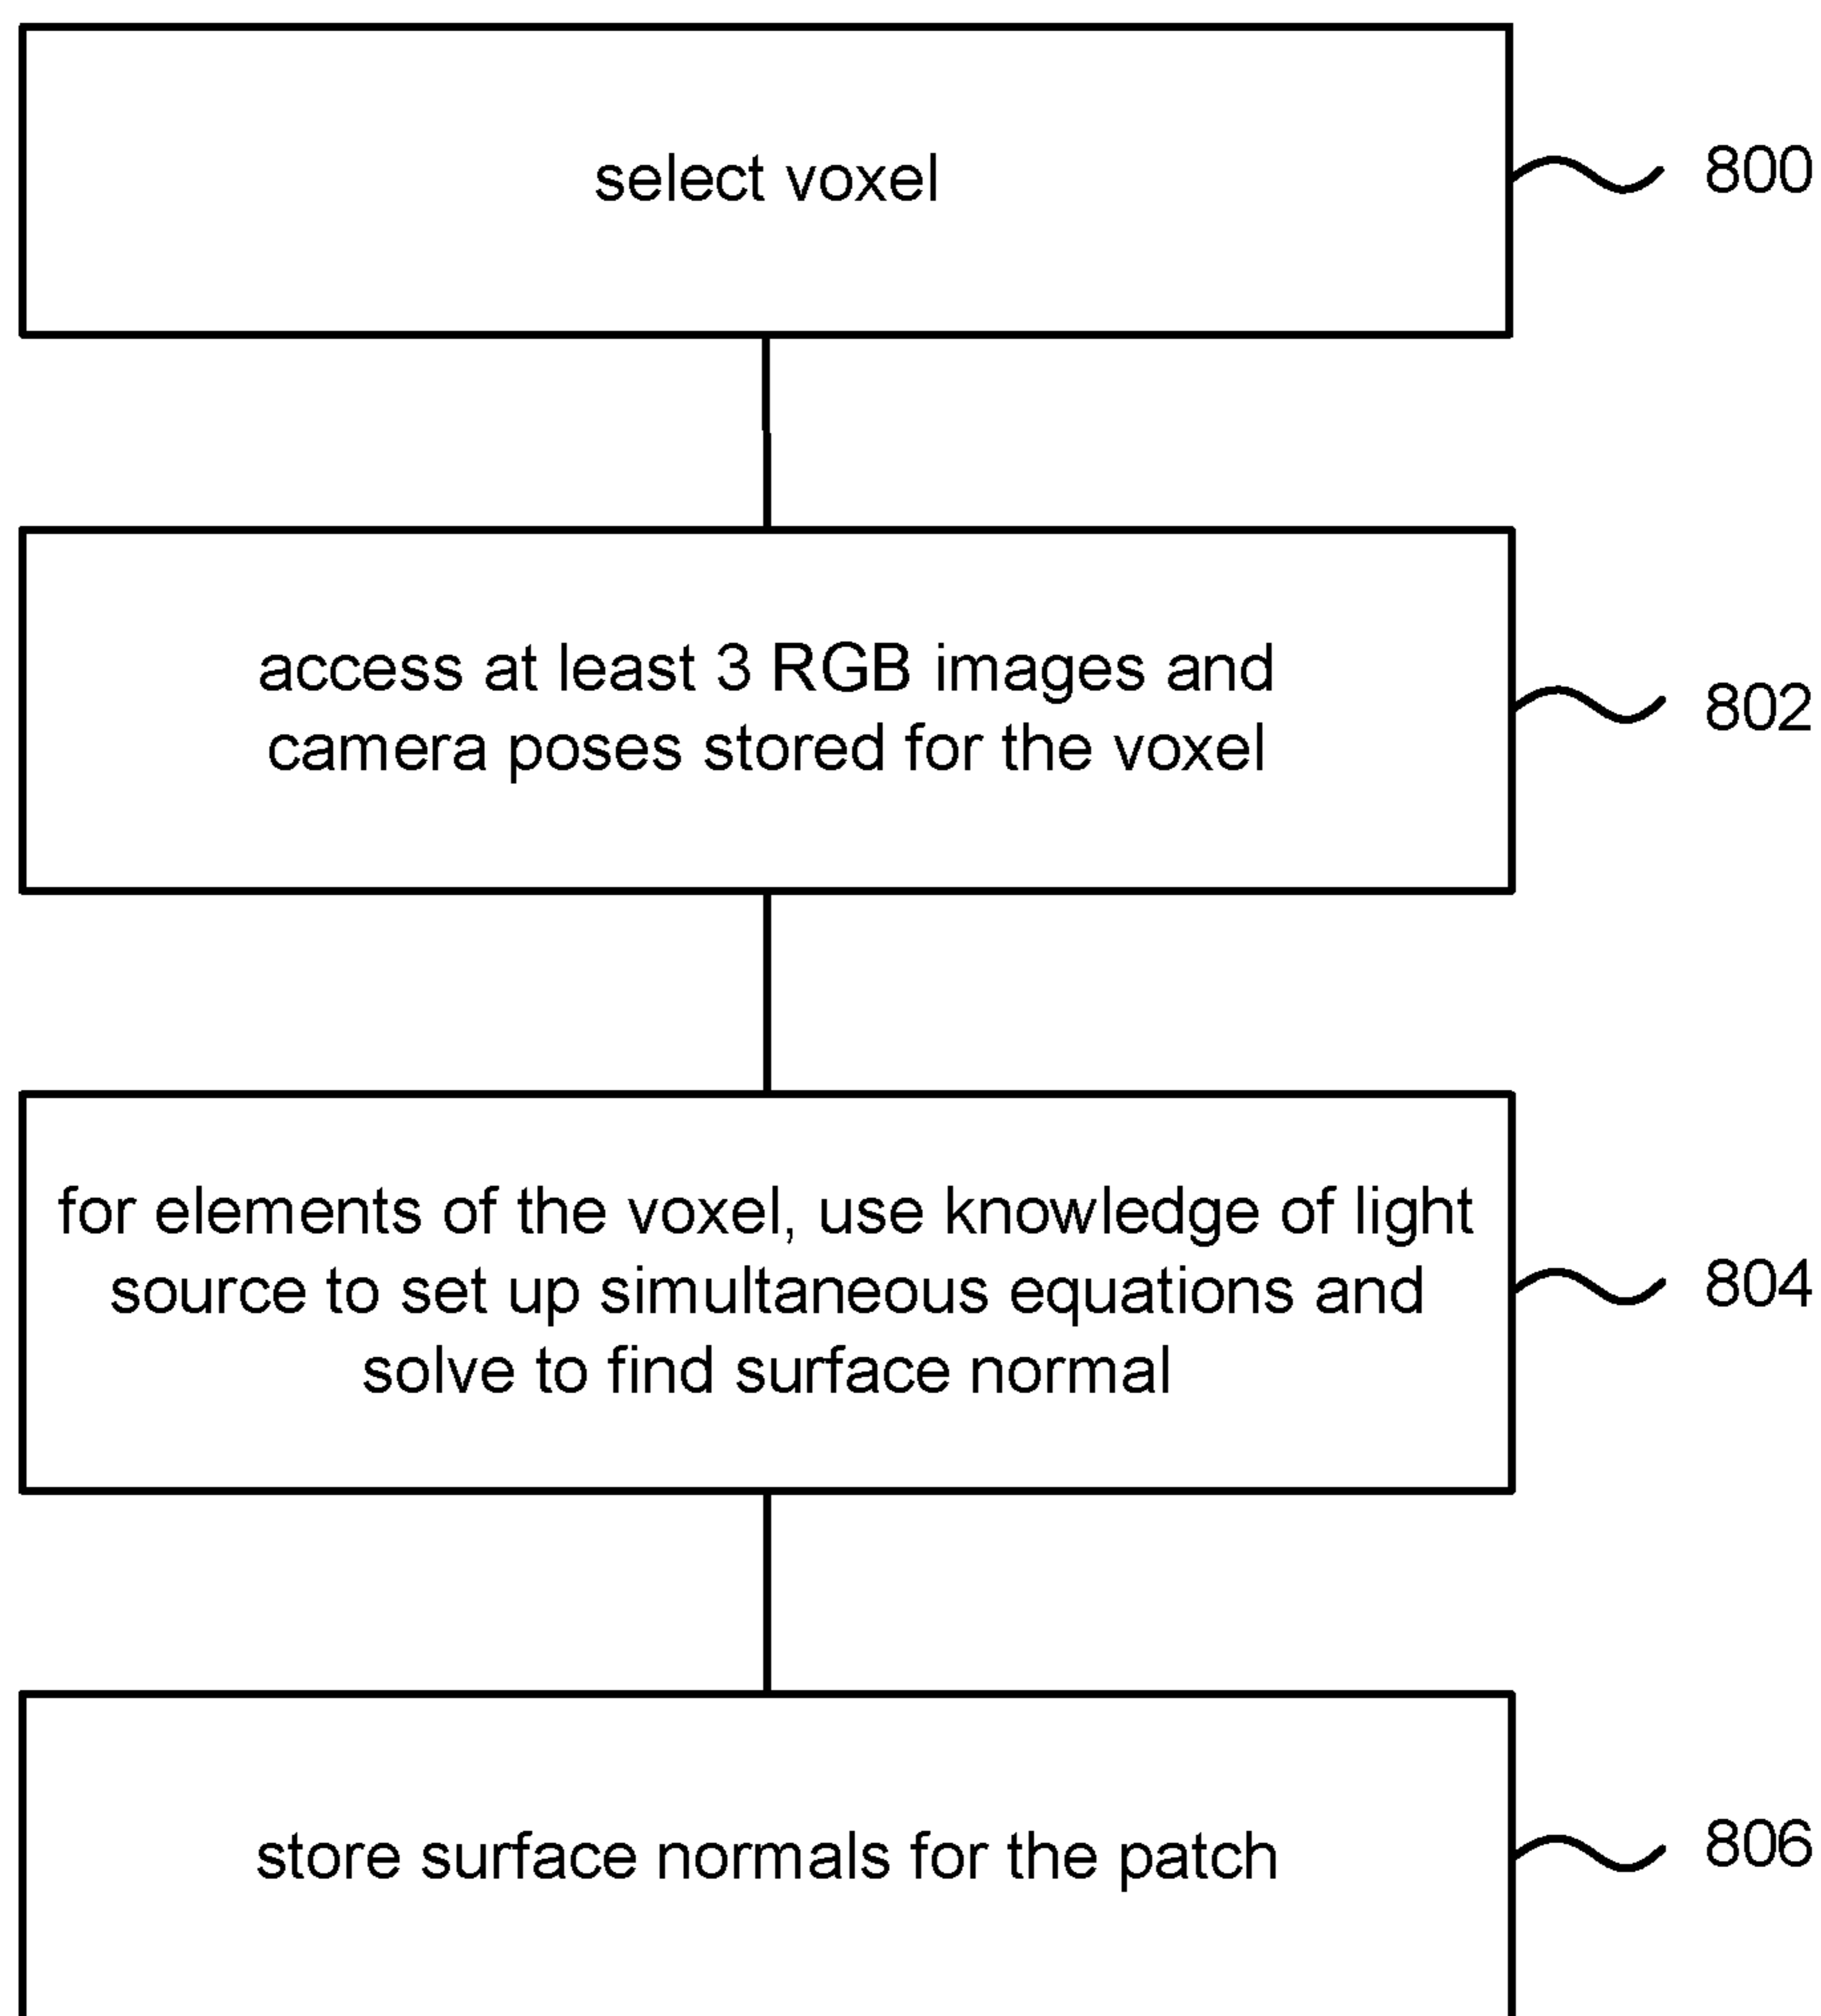 select voxel
800
access at least 3 RGB images and
camera poses stored for the voxel
802
for elements of the voxel, use knowledge of light
source to set up simultaneous equations and
solve to find surface normal
804
store surface normals for the patch
806